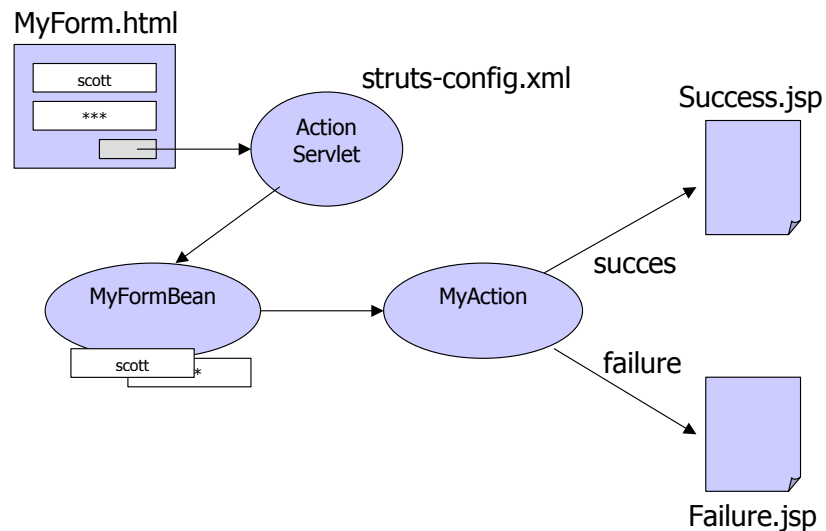 MyForm.html
scott
***
struts-config.xml
Action
Servlet
Success.jsp
succes
MyFormBean
scott
*
MyAction
failure
Failure.jsp